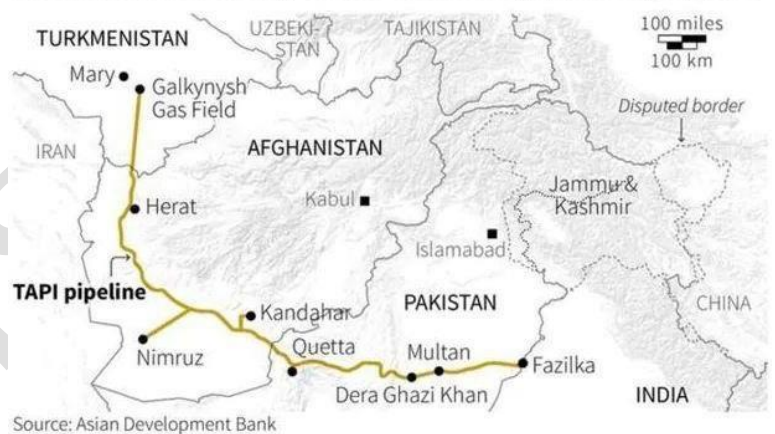 TURKMENISTAN
UZBEKI-
STAN
TAJIKISTAN
100 miles
100 km
Mary
Galkynysh
Gas Field
Disputed border
IRAN
AFGHANISTAN
Herat
Kabul
Jammu &
Kashmir
Islamabad
TAPI pipeline
PAKISTAN
CHINA
Kandahar
Nimruz
Quetta
Multan
Fazilka
Dera Ghazi Khan
INDIA
Source: Asian Development Bank